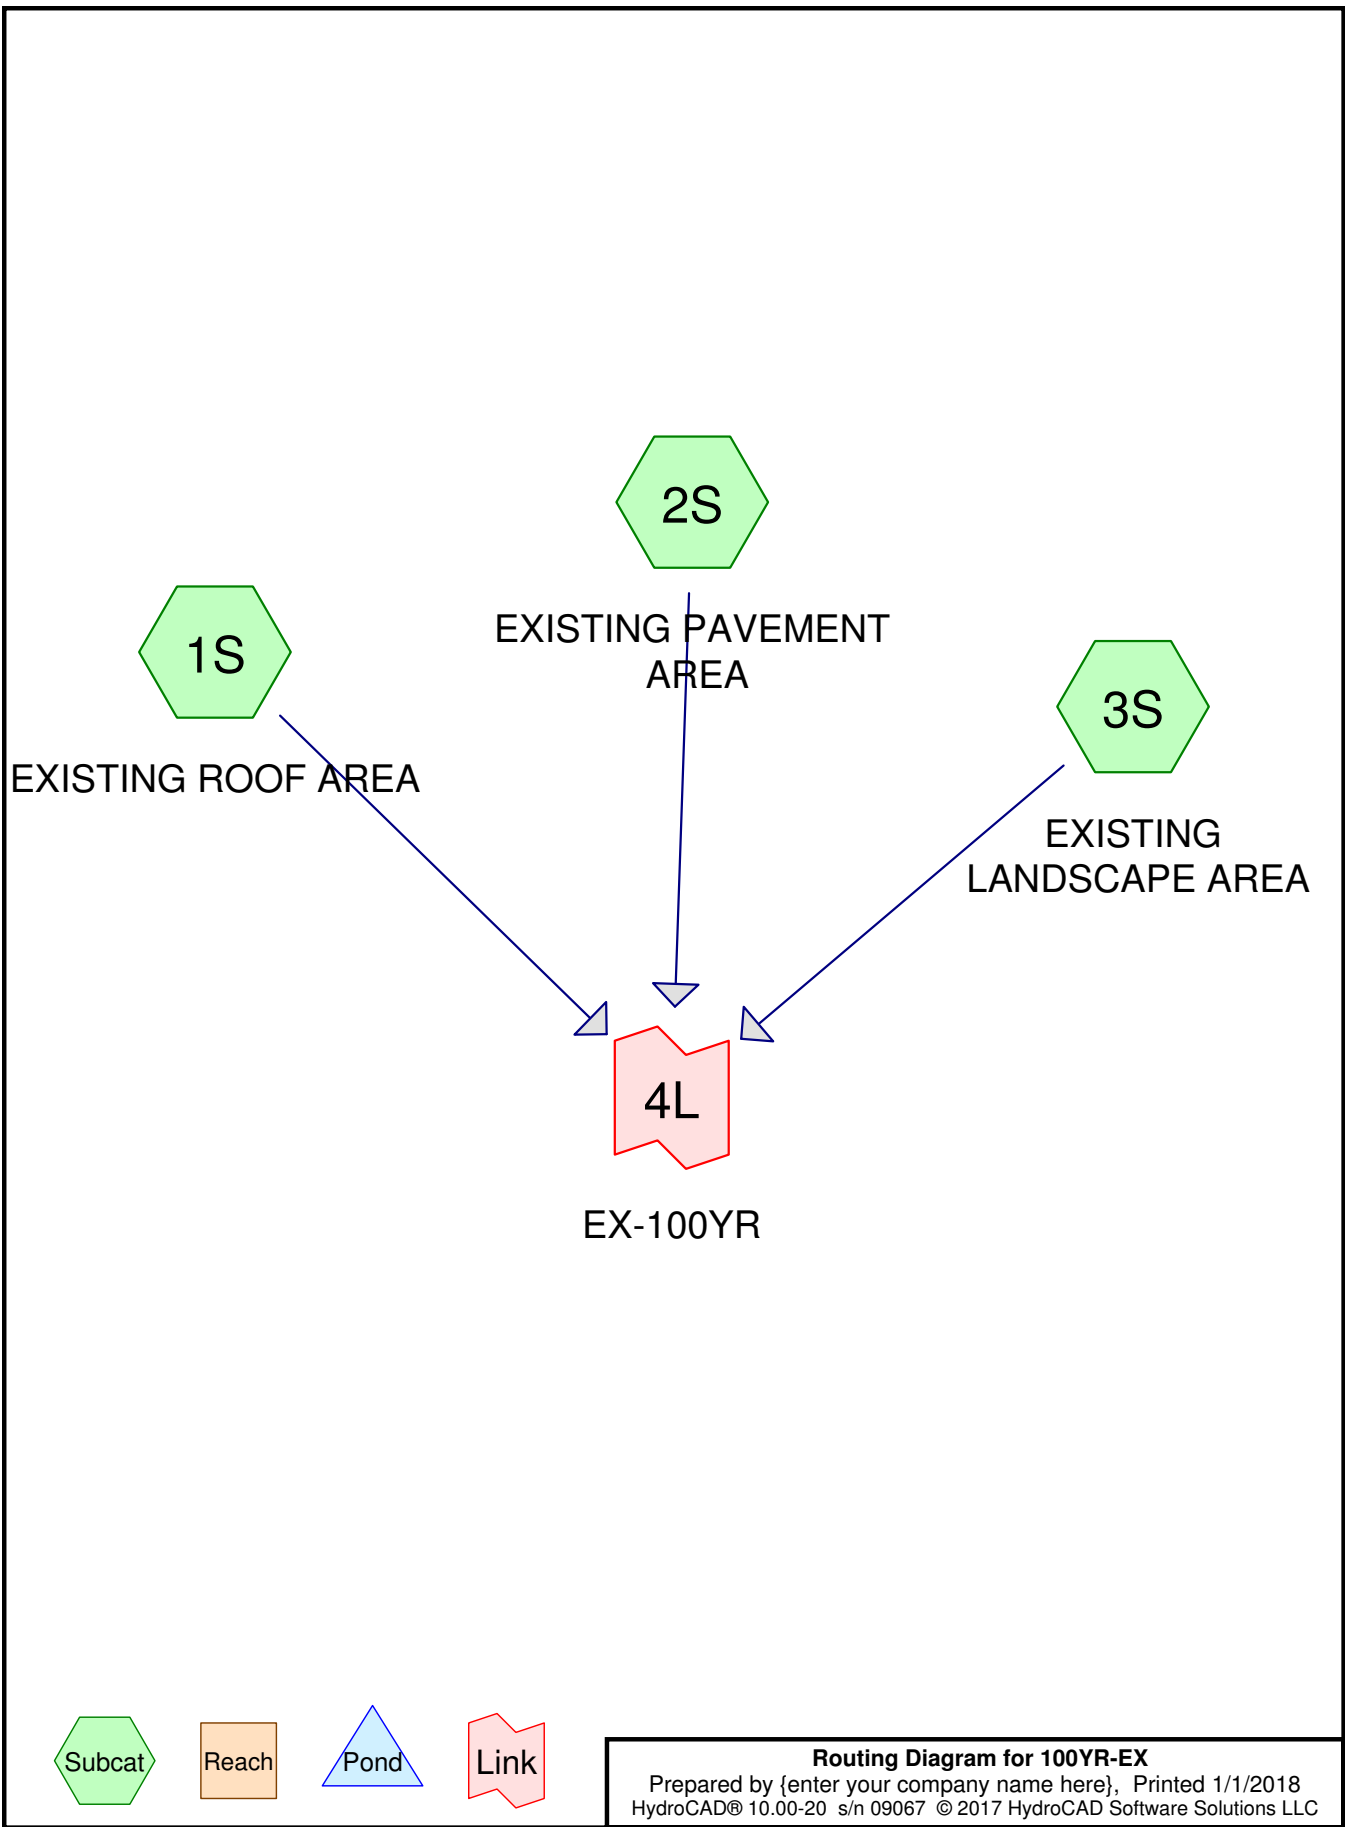 2S
EXISTING PAVEMENT
AREA
1S
EXISTING ROOF AREA
3S
EXISTING
LANDSCAPE AREA
4L
EX-100YR
Subcat
Reach
Pond
Link
Routing Diagram for 100YR-EX
Prepared by {enter your company name here}, Printed 1/1/2018
HydroCAD® 10.00-20 s/n 09067 © 2017 HydroCAD Software Solutions LLC